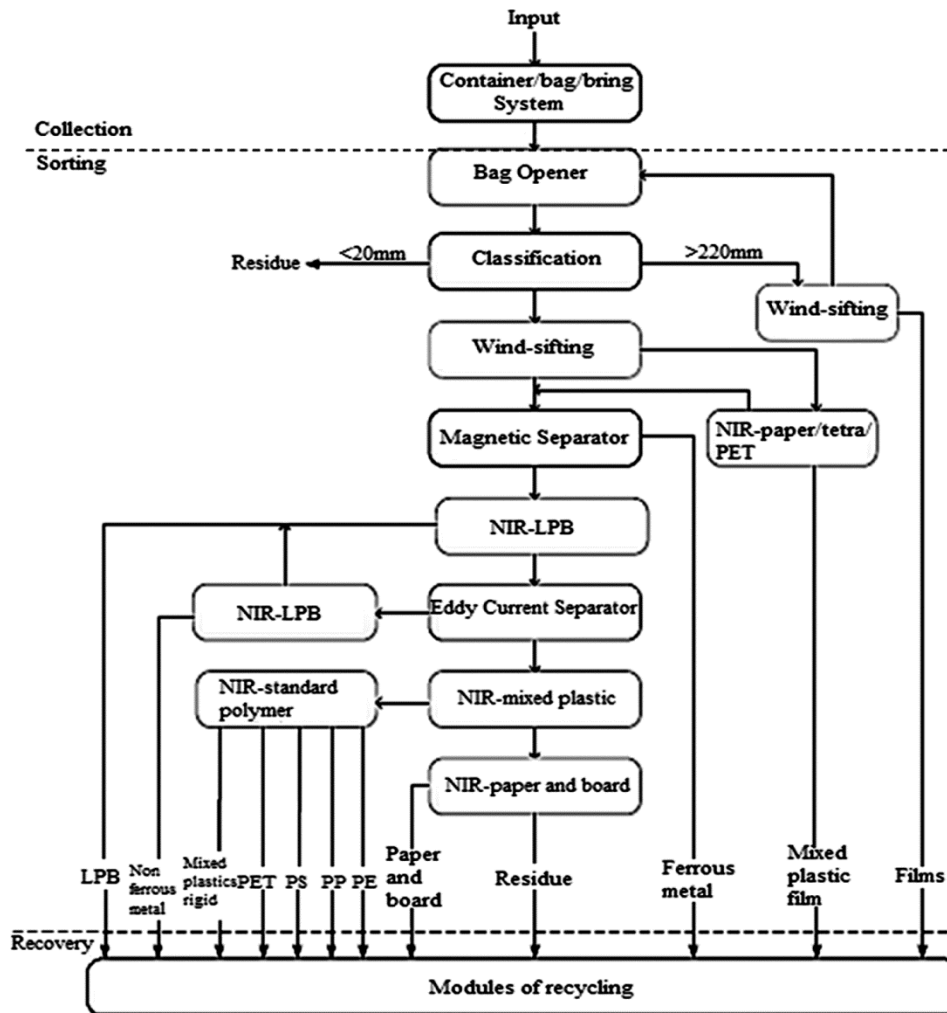 Input
Container/bag/bring
System
Collection
Sorting
Bag Opener
<20mm
Residue
Classification
>220mm
Wind-sifting
Wind-sifting
NIR-paper/tetra/
PET
Magnetic Separator
NIR-LPB
NIR-LPB
Eddy Current Separator
NIR-standard
polymer
NIR-mixed plastic
NIR-paper and board
LPB
Non
ferrous
metal
Mixed
plastics
rigid
PET
PS
PP
PE
Paper
and
board
Residue
Ferrous
metal
Mixed
plastic
film
Films
Recovery
Modules of recycling